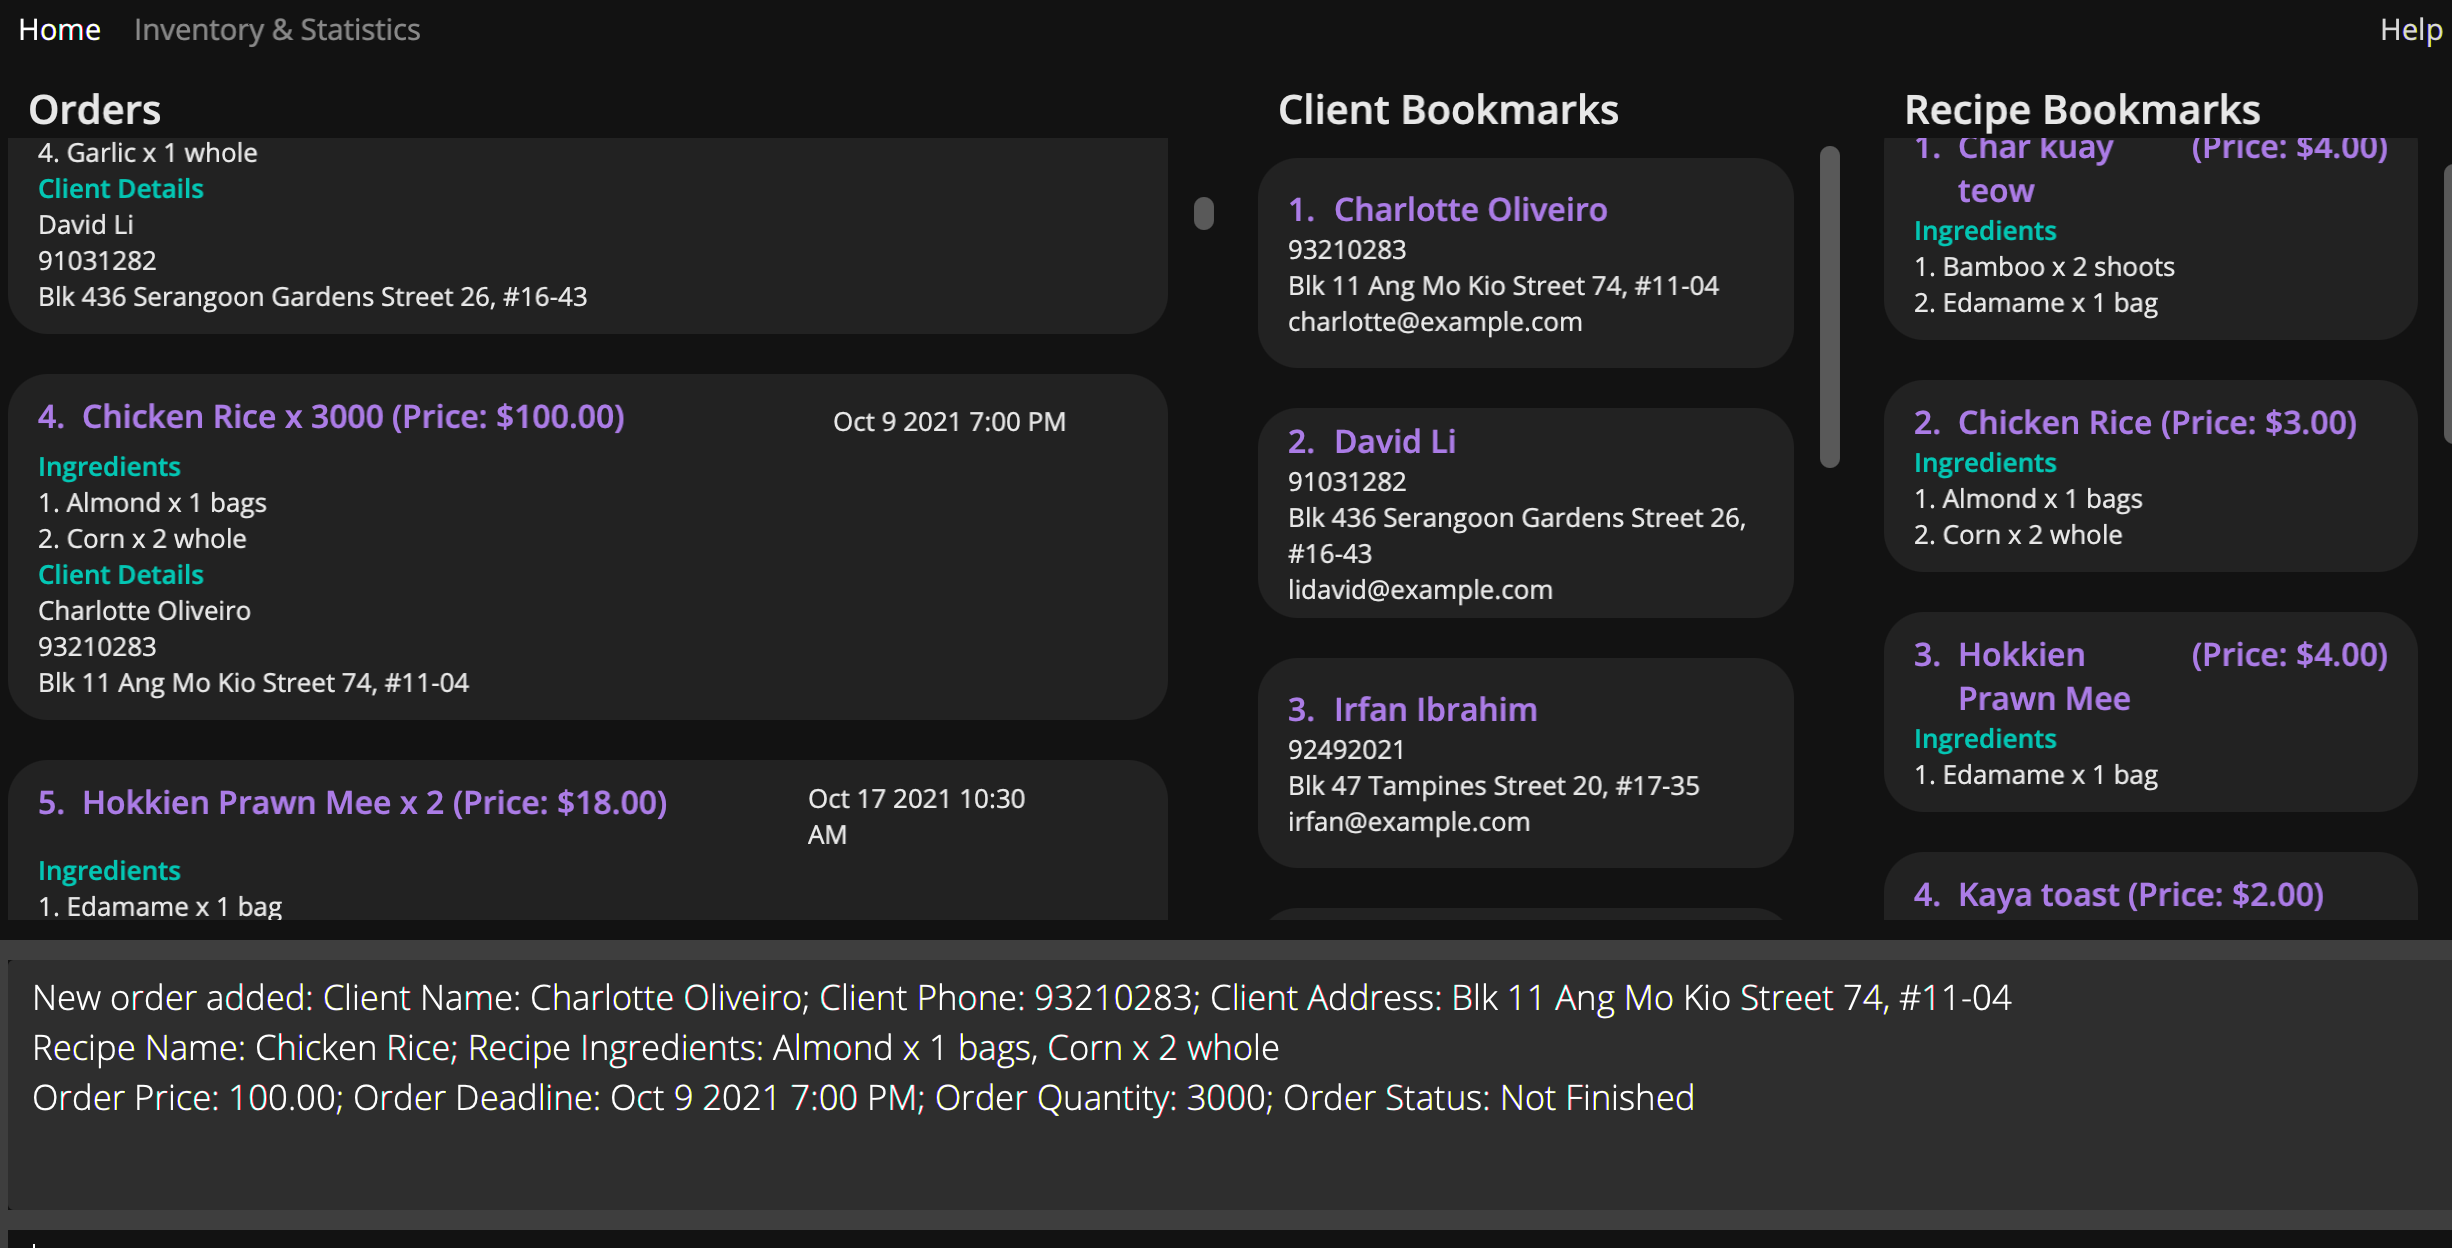 Home Inventory & Statistics Help
Orders
4. Garlic x 1 whole
Client Details
David Li
91031282
Blk 436 Serangoon Gardens Street 26, #16-43
4. Chicken Rice x 3000 (Price: $100.00) Oct 9 2021 7:00 PM
Ingredients
1. Almond x 1 bags
2. Corn x 2 whole
Client Details
Charlotte Oliveiro
93210283
Blk 11 Ang Mo Kio Street 74, #11-04
5. Hokkien Prawn Mee x 2 (Price: $18.00) Oct 17 2021 10:30
AM
Ingredients
1. Edamame x 1 bag
Client Bookmarks
1. Charlotte Oliveiro
93210283
Blk 11 Ang Mo Kio Street 74, #11-04
charlotte@example.com
2. David Li
91031282
Blk 436 Serangoon Gardens Street 26,
#16-43
lidavid@example.com
3. Irfan Ibrahim
92492021
Blk 47 Tampines Street 20, #17-35
irfan@example.com
Recipe Bookmarks
1. Char kuay (Price: $4.00)
teow
Ingredients
1. Bamboo x 2 shoots
2. Edamame x 1 bag
2. Chicken Rice (Price: $3.00)
Ingredients
1. Almond x 1 bags
2. Corn x 2 whole
3. Hokkien (Price: $4.00)
Prawn Mee
Ingredients
1. Edamame x 1 bag
4. Kaya toast (Price: $2.00)
New order added: Client Name: Charlotte Oliveiro; Client Phone: 93210283; Client Address: Blk 11 Ang Mo Kio Street 74, #11-04
Recipe Name: Chicken Rice; Recipe Ingredients: Almond x 1 bags, Corn x 2 whole
Order Price: 100.00; Order Deadline: Oct 9 2021 7:00 PM; Order Quantity: 3000; Order Status: Not Finished